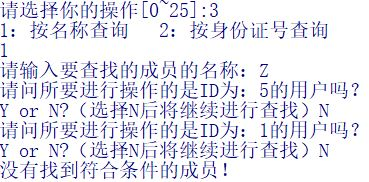 请选择你的操作[0~25]:3
1: 按名称查询   2: 按身份证号查询
1
请输入要查找的成员的名称: Z
请问所要进行操作的是ID为: 5的用户吗?
Y or N?(选择N后将继续进行查找)N
请问所要进行操作的是ID为: 1的用户吗?
Y or N?(选择N后将继续进行查找)N
没有找到符合条件的成员!